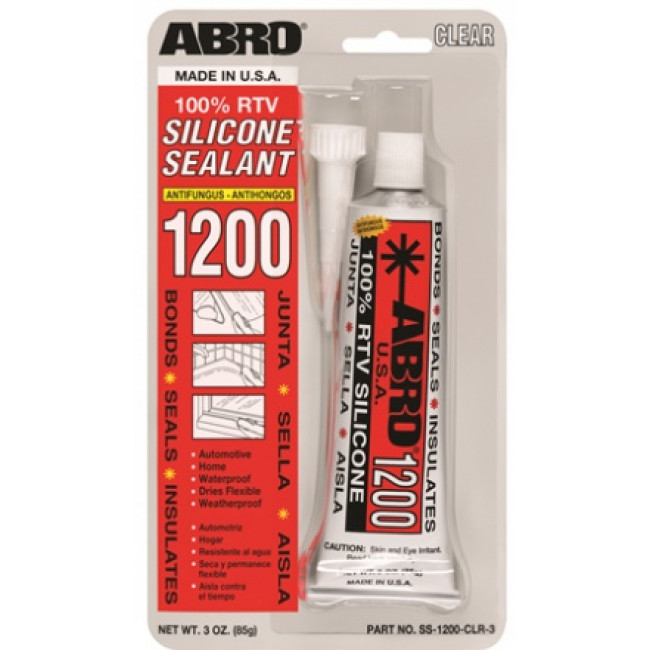 ABRO®
CLEAR
MADE IN U.S.A.
100% RTV
SILICONE
SEALANT
ANTIFUNGUS - ANTIHONGOS
1200
BONDS * SEALS * INSULATES
JUNTA * SELLA * AISLA
• Automotive
• Home
• Waterproof
• Dries Flexible
• Weatherproof
• Automotriz
• Hogar
• Resistente al agua
• Seca y permanece
flexible
• Aisla contra
el tiempo
NET WT. 3 OZ. (85g)
PART NO. SS-1200-CLR-3
ANTIFUNGUS
ANTIHONGOS
BONDS * SEALS * INSULATES
ABRO®
U.S.A.
1200
100% RTV SILICONE
JUNTA * SELLA * AISLA
CAUTION: Skin and Eye Irritant.
MADE IN U.S.A.